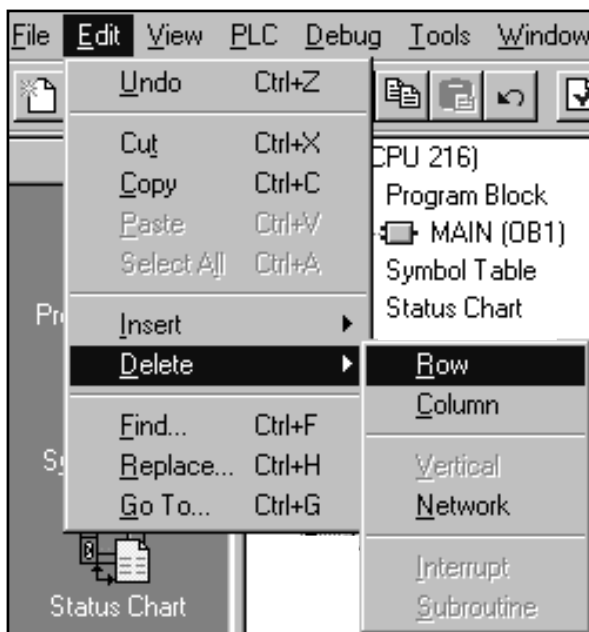 File Edit View PLC Debug Tools Window
Undo Ctrl+Z
Cut Ctrl+X
Copy Ctrl+C
Paste Ctrl+V
Select All Ctrl+A
Insert
Delete
Find... Ctrl+F
Replace... Ctrl+H
Go To... Ctrl+G
Row
Column
Vertical
Network
Interrupt
Subroutine
CPU 216)
Program Block
MAIN (OB1)
Symbol Table
Status Chart
Status Chart